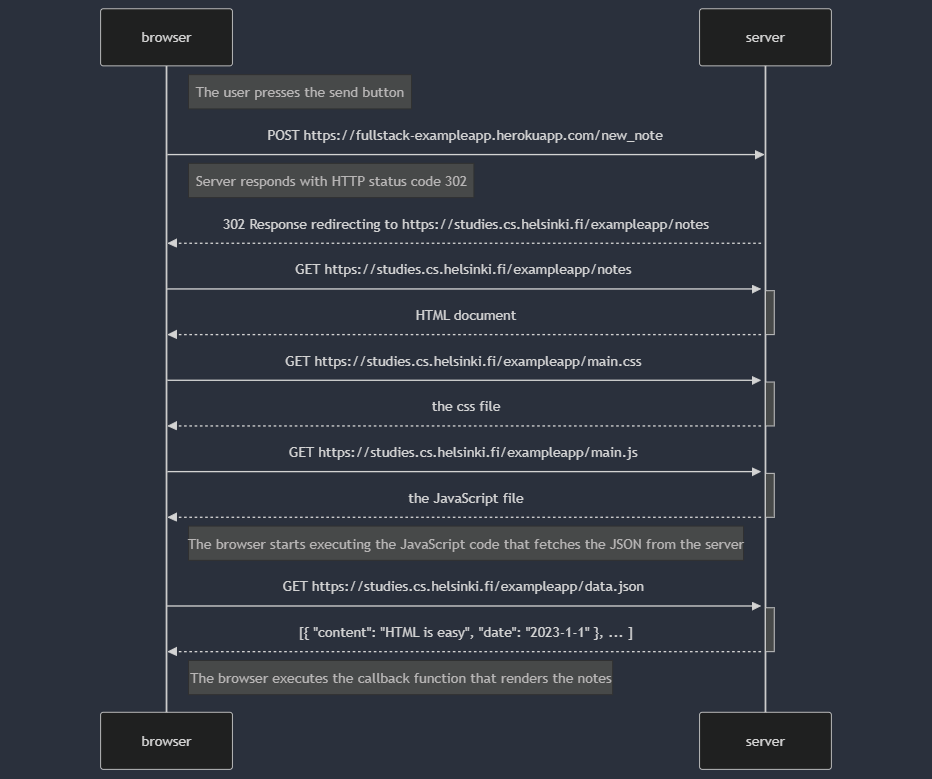 browser
server
The user presses the send button
POST https://fullstack-exampleapp.herokuapp.com/new_note
Server responds with HTTP status code 302
302 Response redirecting to https://studies.cs.helsinki.fi/exampleapp/notes
GET https://studies.cs.helsinki.fi/exampleapp/notes
HTML document
GET https://studies.cs.helsinki.fi/exampleapp/main.css
the css file
GET https://studies.cs.helsinki.fi/exampleapp/main.js
the JavaScript file
The browser starts executing the JavaScript code that fetches the JSON from the server
GET https://studies.cs.helsinki.fi/exampleapp/data.json
[{ "content": "HTML is easy", "date": "2023-1-1" }, ... ]
The browser executes the callback function that renders the notes
browser
server